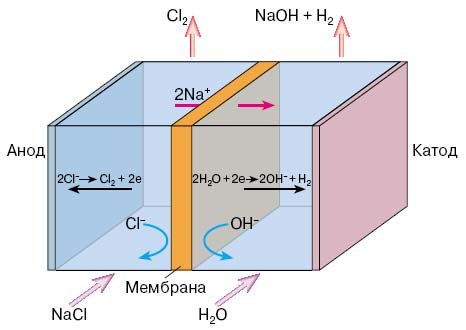 Cl₂
NaOH + H₂
2Na⁺
Анод
Катод
2Cl⁻→ Cl₂ + 2e
2H₂O + 2e→2OH⁻ + H₂
Cl⁻
OH⁻
Мембрана
NaCl
H₂O